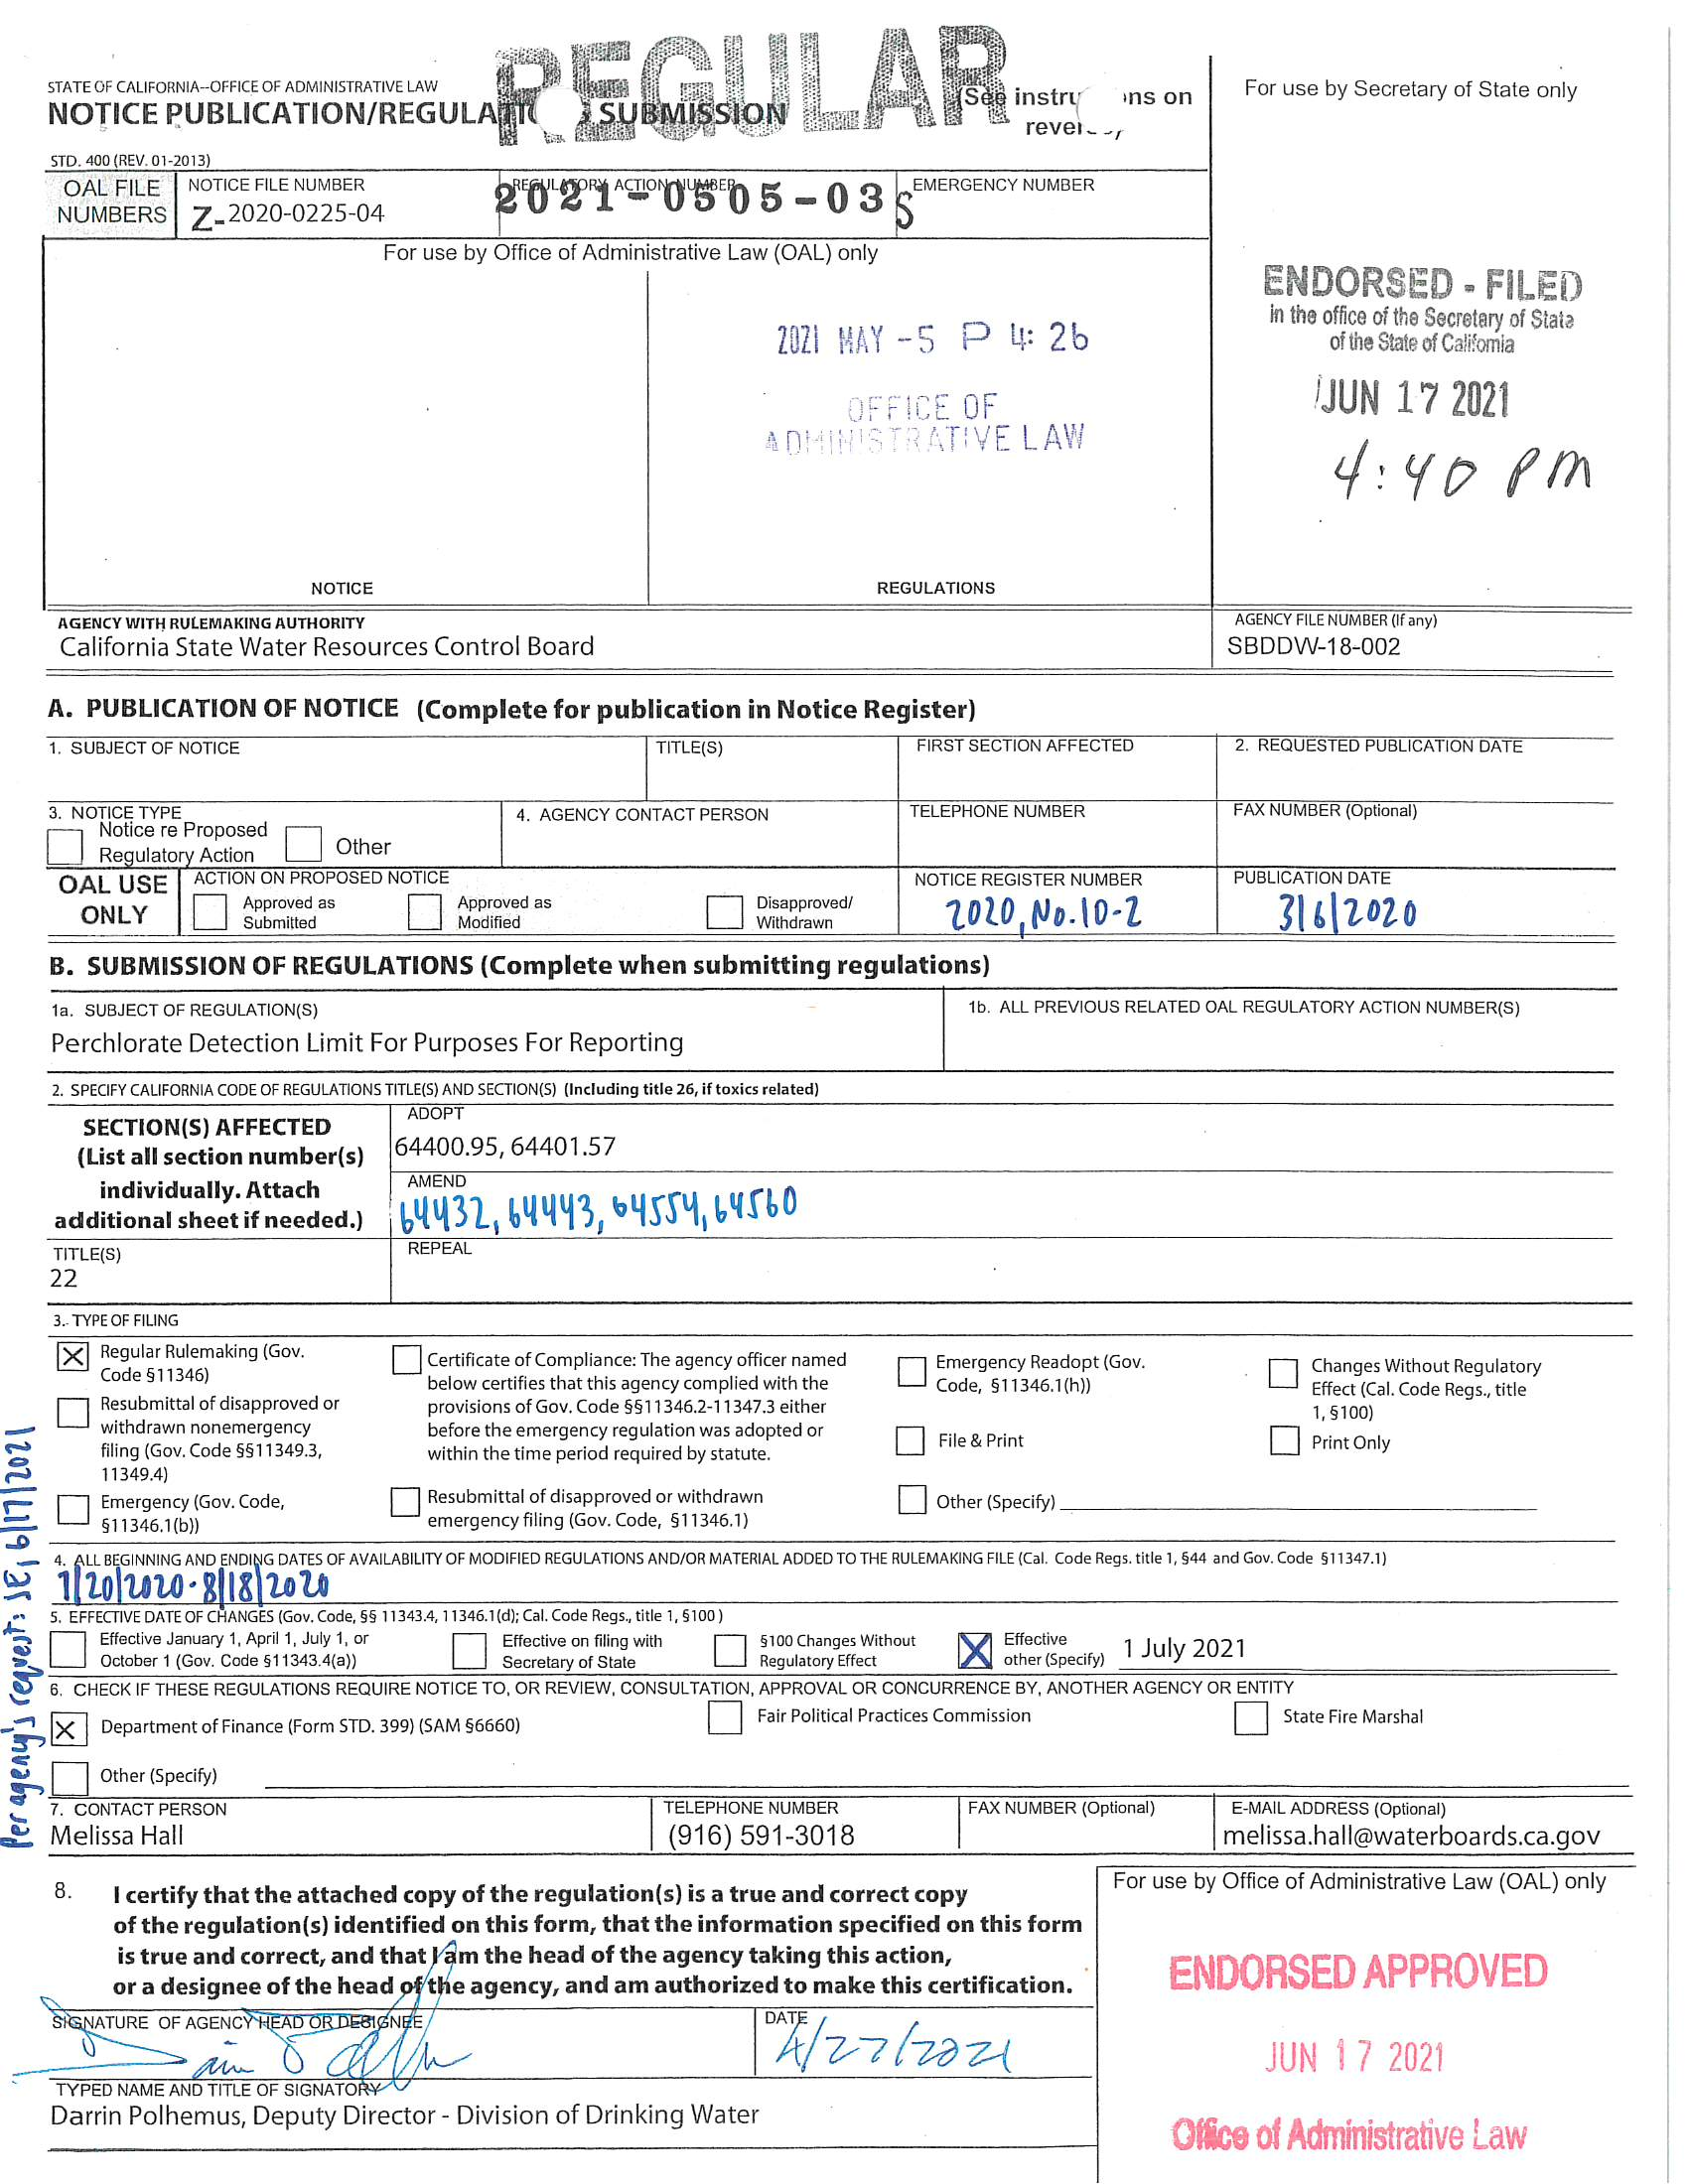 REGULAR
STATE OF CALIFORNIA--OFFICE OF ADMINISTRATIVE LAW
NOTICE PUBLICATION/REGULATIO SUBMISSION
(See instru ns on
STD. 400 (REV. 01-2013)
For use by Secretary of State only
OAL FILE
NUMBERS
NOTICE FILE NUMBER
Z-2020-0225-04
REGULATORY ACTION NUMBER
2021-0505-03S
EMERGENCY NUMBER
For use by Office of Administrative Law (OAL) only
2021 MAY -5 P 4:26
OFFICE OF
ADMINISTRATIVE LAW
ENDORSED - FILED
in the office of the Secretary of State
of the State of California
JUN 17 2021
4:40 PM
NOTICE
REGULATIONS
AGENCY WITH RULEMAKING AUTHORITY
California State Water Resources Control Board
AGENCY FILE NUMBER (If any)
SBDDW-18-002
A. PUBLICATION OF NOTICE (Complete for publication in Notice Register)
1. SUBJECT OF NOTICE
TITLE(S)
FIRST SECTION AFFECTED
2. REQUESTED PUBLICATION DATE
3. NOTICE TYPE
Notice re Proposed
Regulatory Action
Other
4. AGENCY CONTACT PERSON
TELEPHONE NUMBER
FAX NUMBER (Optional)
OAL USE
ONLY
ACTION ON PROPOSED NOTICE
Approved as
Submitted
Approved as
Modified
Disapproved/
Withdrawn
NOTICE REGISTER NUMBER
2020, No. 10-Z
PUBLICATION DATE
3/6/2020
B. SUBMISSION OF REGULATIONS (Complete when submitting regulations)
1a. SUBJECT OF REGULATION(S)
Perchlorate Detection Limit For Purposes For Reporting
1b. ALL PREVIOUS RELATED OAL REGULATORY ACTION NUMBER(S)
2. SPECIFY CALIFORNIA CODE OF REGULATIONS TITLE(S) AND SECTION(S) (Including title 26, if toxics related)
SECTION(S) AFFECTED
(List all section number(s)
individually. Attach
additional sheet if needed.)
ADOPT
64400.95, 64401.57
AMEND
64432, 64443, 64554, 64560
TITLE(S)
22
REPEAL
3. TYPE OF FILING
Regular Rulemaking (Gov.
Code §11346)
Resubmittal of disapproved or
withdrawn nonemergency
filing (Gov. Code §§11349.3,
11349.4)
Emergency (Gov. Code,
§11346.1(b))
Certificate of Compliance: The agency officer named
below certifies that this agency complied with the
provisions of Gov. Code §§11346.2-11347.3 either
before the emergency regulation was adopted or
within the time period required by statute.
Resubmittal of disapproved or withdrawn
emergency filing (Gov. Code, §11346.1)
Emergency Readopt (Gov.
Code, §11346.1(h))
File & Print
Other (Specify)
Changes Without Regulatory
Effect (Cal. Code Regs., title
1, §100)
Print Only
4. ALL BEGINNING AND ENDING DATES OF AVAILABILITY OF MODIFIED REGULATIONS AND/OR MATERIAL ADDED TO THE RULEMAKING FILE (Cal. Code Regs. title 1, §44 and Gov. Code §11347.1)
7/20/2020-8/18/2020
5. EFFECTIVE DATE OF CHANGES (Gov. Code, §§ 11343.4, 11346.1(d); Cal. Code Regs., title 1, §100 )
Effective January 1, April 1, July 1, or
October 1 (Gov. Code §11343.4(a))
Effective on filing with
Secretary of State
§100 Changes Without
Regulatory Effect
Effective
other (Specify)
1 July 2021
6. CHECK IF THESE REGULATIONS REQUIRE NOTICE TO, OR REVIEW, CONSULTATION, APPROVAL OR CONCURRENCE BY, ANOTHER AGENCY OR ENTITY
Department of Finance (Form STD. 399) (SAM §6660)
Fair Political Practices Commission
State Fire Marshal
Other (Specify)
Per agency's request: JE, 6/17/2021
7. CONTACT PERSON
Melissa Hall
TELEPHONE NUMBER
(916) 591-3018
FAX NUMBER (Optional)
E-MAIL ADDRESS (Optional)
melissa.hall@waterboards.ca.gov
8. I certify that the attached copy of the regulation(s) is a true and correct copy
of the regulation(s) identified on this form, that the information specified on this form
is true and correct, and that I am the head of the agency taking this action,
or a designee of the head of the agency, and am authorized to make this certification.
SIGNATURE OF AGENCY HEAD OR DESIGNEE
DATE
4/27/2021
TYPED NAME AND TITLE OF SIGNATORY
Darrin Polhemus, Deputy Director - Division of Drinking Water
For use by Office of Administrative Law (OAL) only
ENDORSED APPROVED
JUN 17 2021
Office of Administrative Law